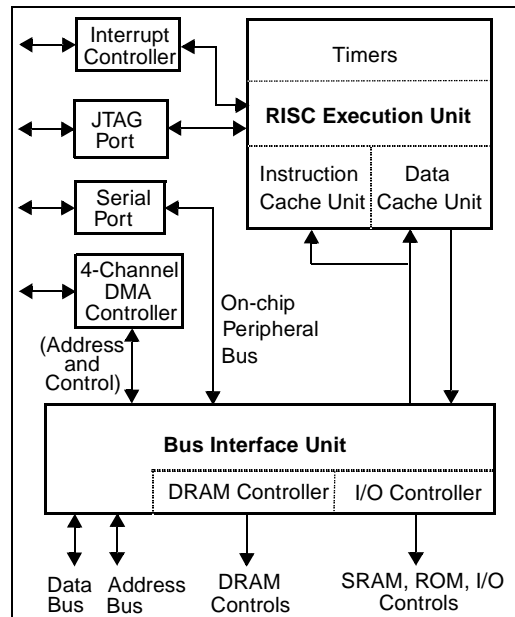 Interrupt
Controller
Timers
RISC Execution Unit
JTAG
Port
Instruction
Cache Unit
Data
Cache Unit
Serial
Port
4-Channel
DMA
Controller
On-chip
Peripheral
Bus
(Address
and
Control)
Bus Interface Unit
DRAM Controller
I/O Controller
Data
Bus
Address
Bus
DRAM
Controls
SRAM, ROM, I/O
Controls